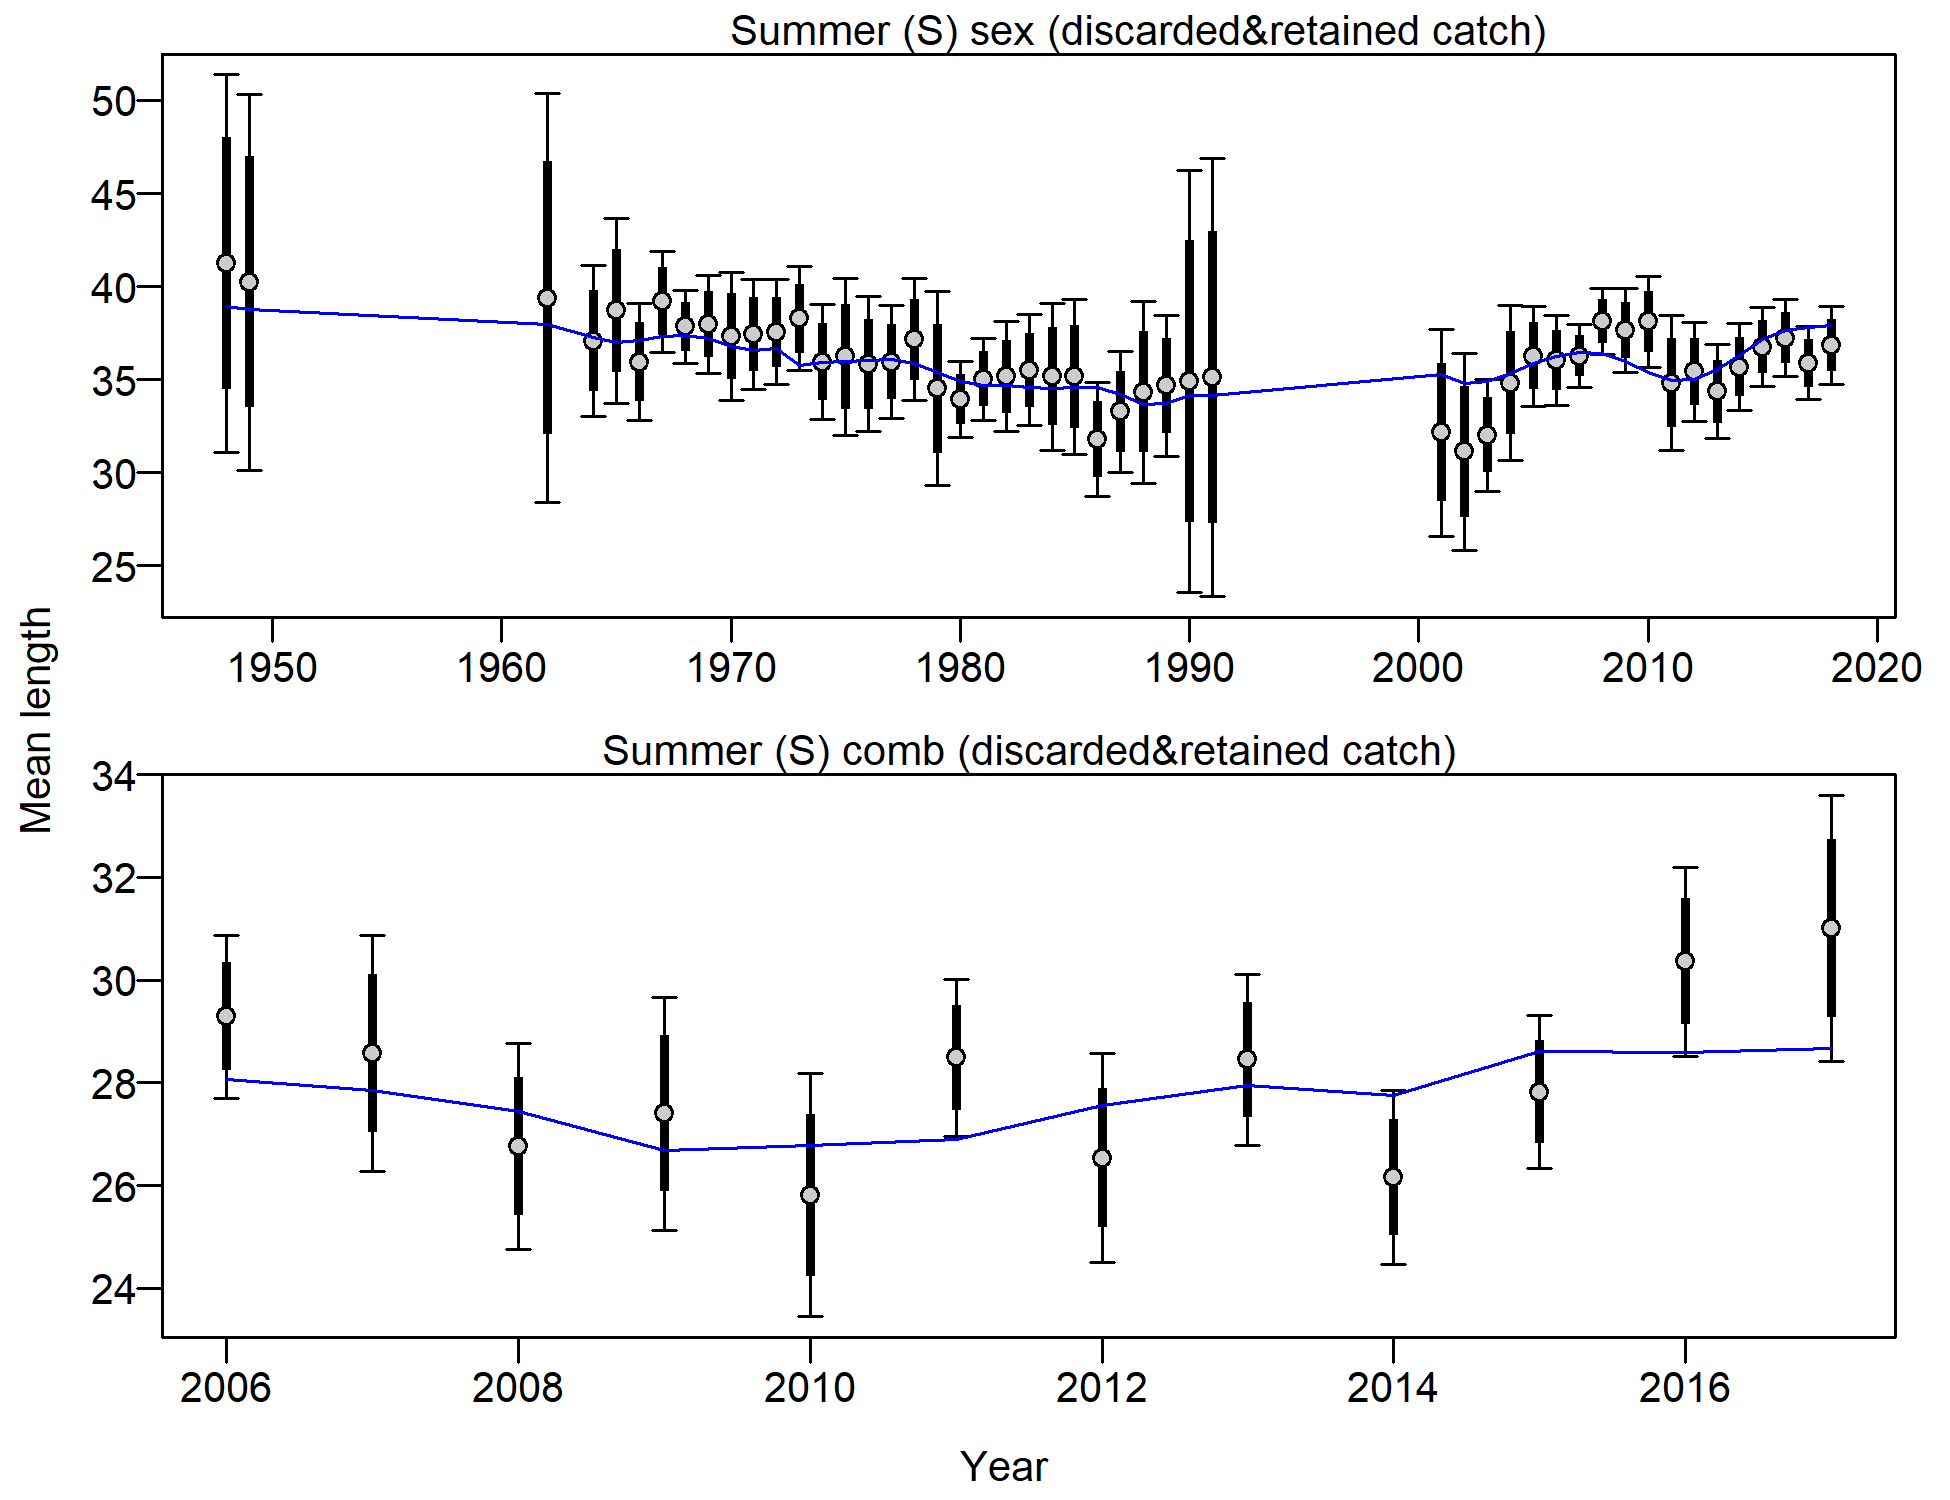 Summer (S) sex (discarded&retained catch)
50
45
40
35
30
25
1950 1960 1970 1980 1990 2000 2010 2020
Mean length
Summer (S) comb (discarded&retained catch)
34
32
30
28
26
24
2006 2008 2010 2012 2014 2016
Year